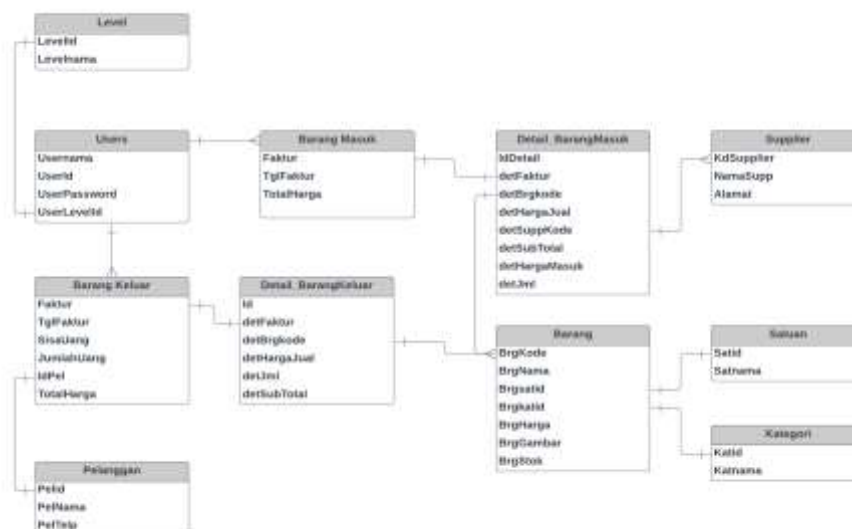 Level
LevelId
Levelnama
Users
Username
UserId
UserPassword
UserLevelId
Barang Masuk
Faktur
TglFaktur
TotalHarga
Detail_BarangMasuk
IdDetail
detFaktur
detBrgkode
detHargaJual
detSuppKode
detSubTotal
detHargaMasuk
detJml
Supplier
KdSupplier
NamaSupp
Alamat
Barang Keluar
Faktur
TglFaktur
SisaUang
JumlahUang
IdPel
TotalHarga
Detail_BarangKeluar
Id
detFaktur
detBrgkode
detHargaJual
detJml
detSubTotal
Barang
BrgKode
BrgNama
Brgsatid
Brgkatid
BrgHarga
BrgGambar
BrgStok
Satuan
Satid
Satnama
Kategori
Katid
Katnama
Pelanggan
Pelid
PelNama
PelTelp